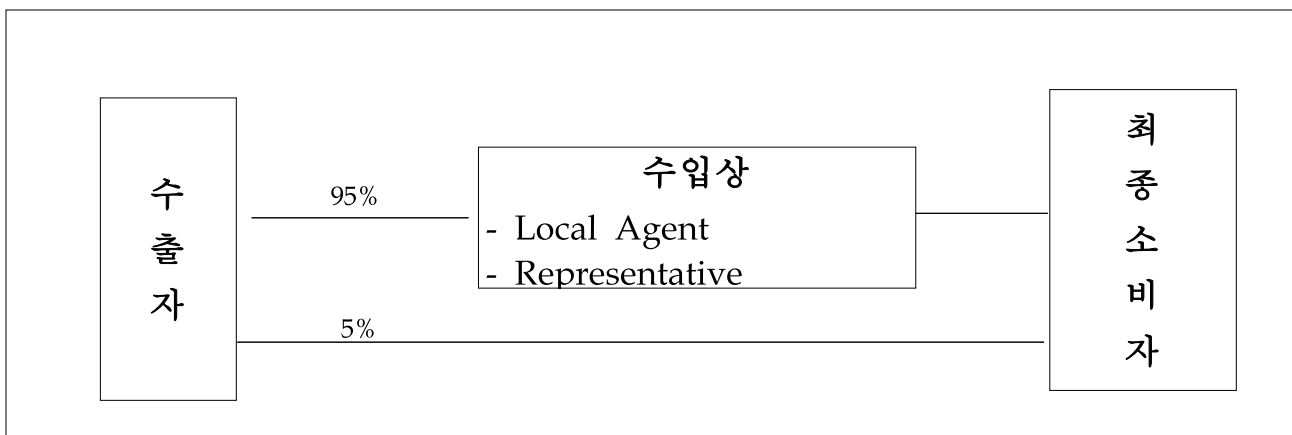 수출자
95%
수입상
- Local Agent
- Representative
5%
최종소비자